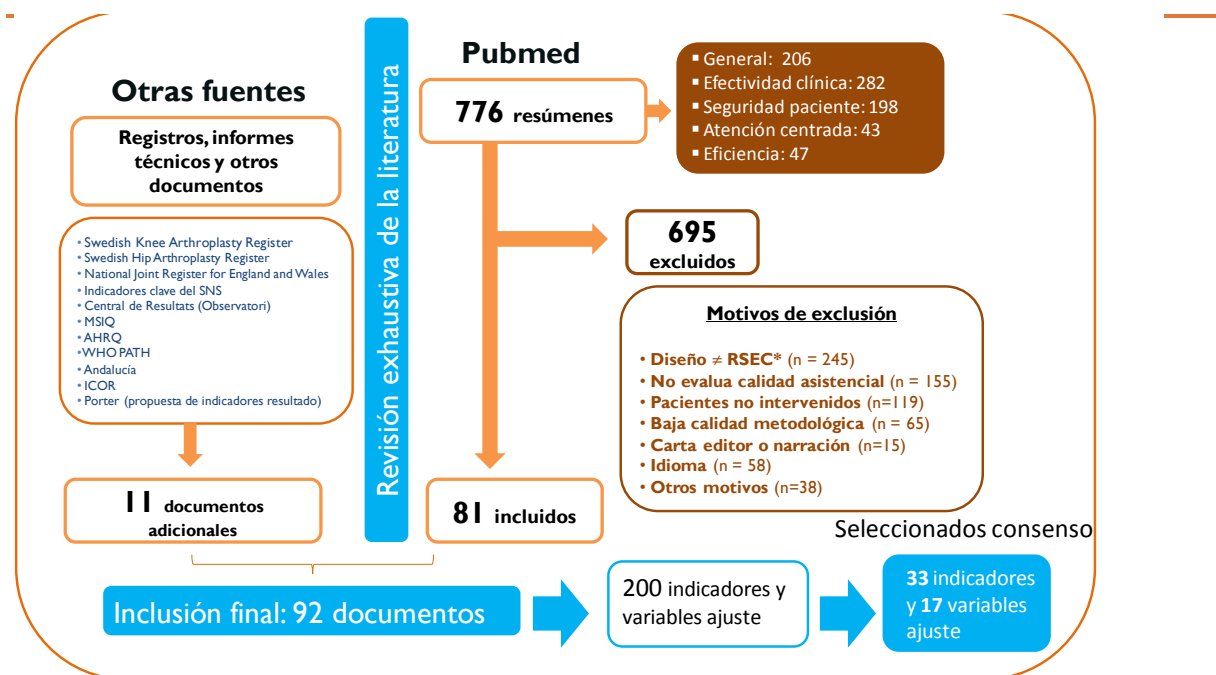 Otras fuentes
Registros, informes
técnicos y otros
documentos
• Swedish Knee Arthroplasty Register
• Swedish Hip Arthroplasty Register
• National Joint Register for England and Wales
• Indicadores clave del SNS
• Central de Resultats (Observatori)
• MSIQ
• AHRQ
• WHO PATH
• Andalucía
• ICOR
• Porter (propuesta de indicadores resultado)
11 documentos
adicionales
Revisión exhaustiva de la literatura
Pubmed
776 resúmenes
▪ General: 206
▪ Efectividad clínica: 282
▪ Seguridad paciente: 198
▪ Atención centrada: 43
▪ Eficiencia: 47
695
excluidos
Motivos de exclusión
• Diseño ≠ RSEC* (n = 245)
• No evalua calidad asistencial (n = 155)
• Pacientes no intervenidos (n=119)
• Baja calidad metodológica (n = 65)
• Carta editor o narración (n=15)
• Idioma (n = 58)
• Otros motivos (n=38)
81 incluidos
Seleccionados consenso
Inclusión final: 92 documentos
200 indicadores y
variables ajuste
33 indicadores
y 17 variables
ajuste